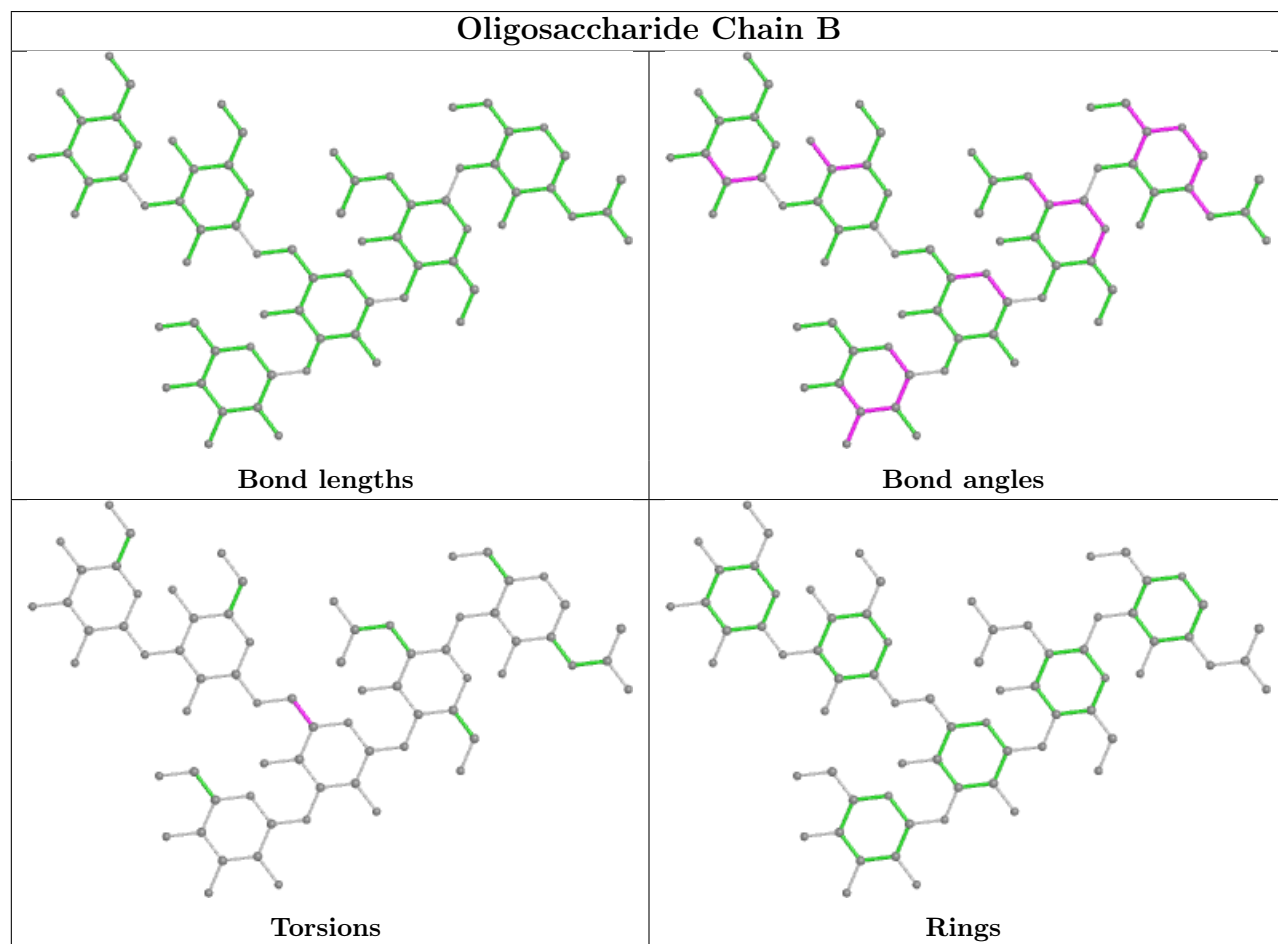 Oligosaccharide Chain B
Bond lengths
Bond angles
Torsions
Rings